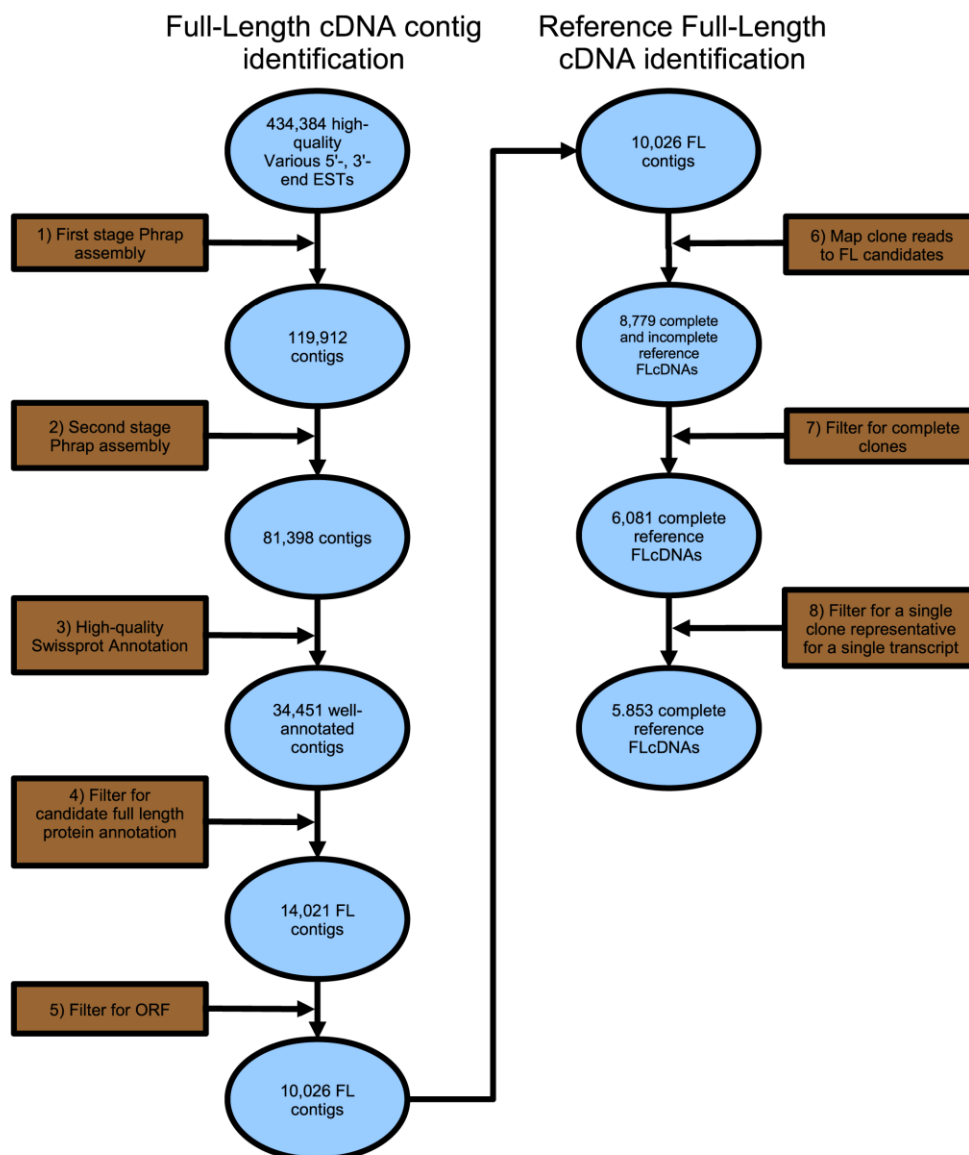 Full-Length cDNA contig
identification
434,384 high-
quality
Various 5'-, 3'-
end ESTs
1) First stage Phrap
assembly
119,912
contigs
2) Second stage
Phrap assembly
81,398 contigs
3) High-quality
Swissprot Annotation
34,451 well-
annotated
contigs
4) Filter for
candidate full length
protein annotation
14,021 FL
contigs
5) Filter for ORF
10,026 FL
contigs
Reference Full-Length
cDNA identification
10,026 FL
contigs
6) Map clone reads
to FL candidates
8,779 complete
and incomplete
reference
FLcDNAs
7) Filter for complete
clones
6,081 complete
reference
FLcDNAs
8) Filter for a single
clone representative
for a single transcript
5.853 complete
reference
FLcDNAs